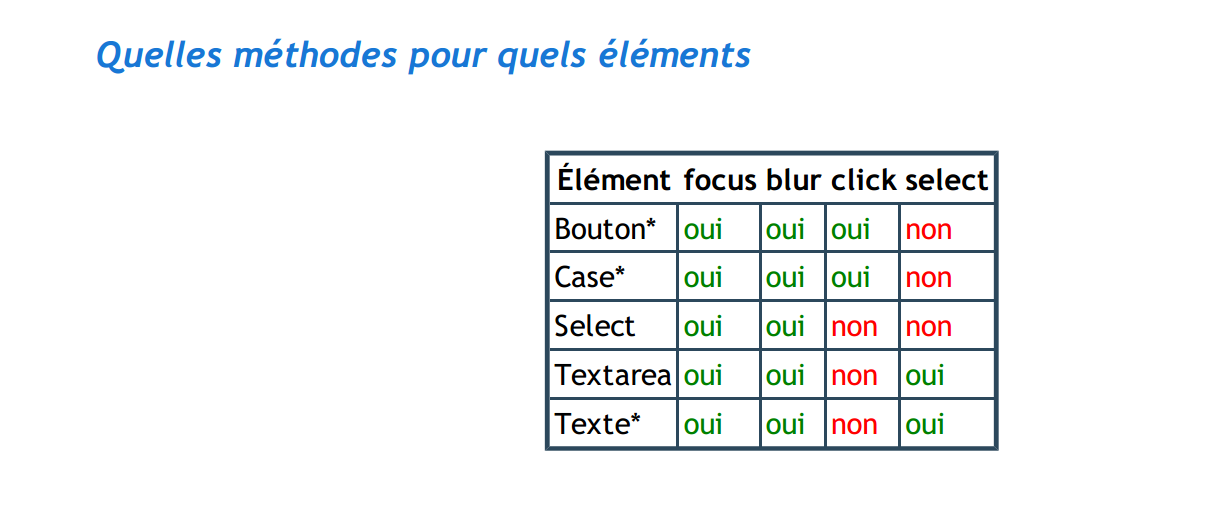 Quelles méthodes pour quels éléments
Élément focus blur click select
Bouton* oui oui oui non
Case* oui oui oui non
Select oui oui non non
Textarea oui oui non oui
Texte* oui oui non oui